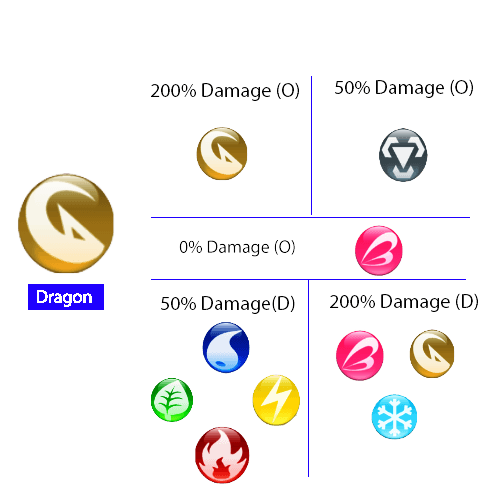 200% Damage (O)
50% Damage (O)
0% Damage (O)
Dragon
50% Damage(D)
200% Damage (D)